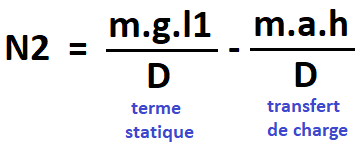 N2 = m.g.l1 / D - m.a.h / D
terme statique
transfert de charge